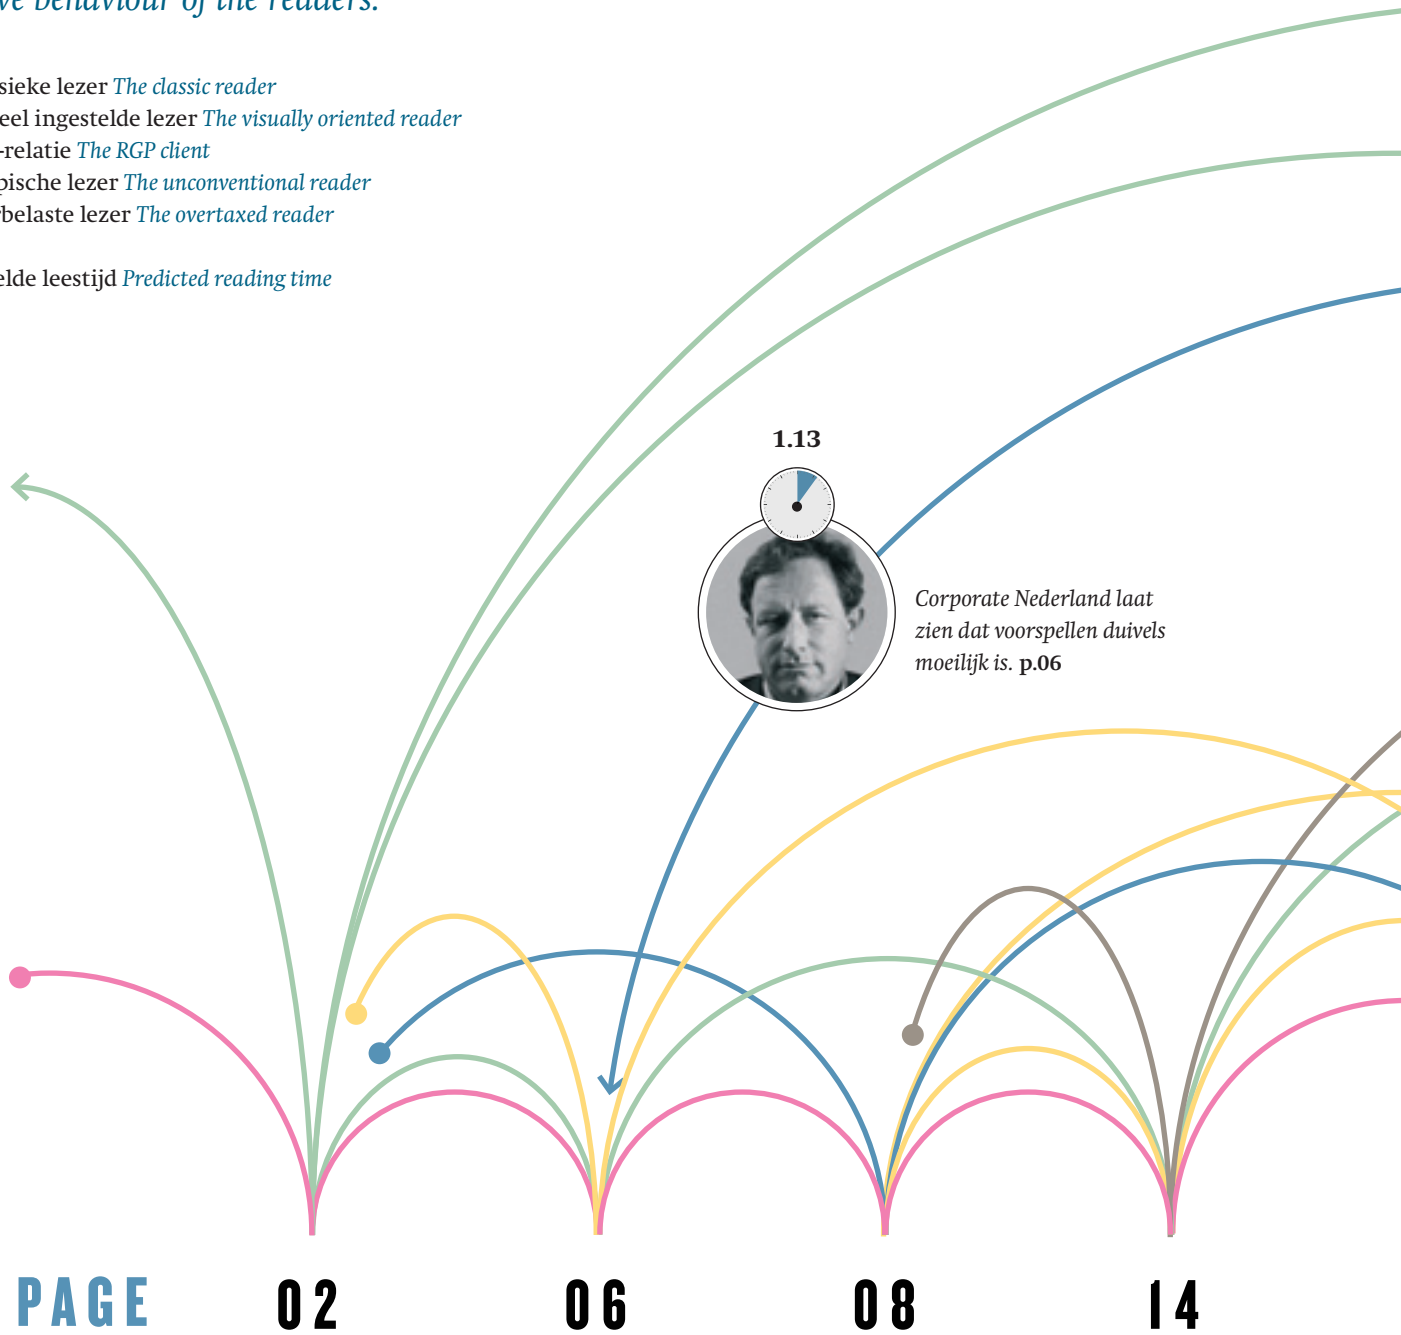 ve behaviour of the readers.
sieke lezer The classic reader
eel ingestelde lezer The visually oriented reader
-relatie The RGP client
pische lezer The unconventional reader
rbelaste lezer The overtaxed reader
elde leestijd Predicted reading time
1.13
Corporate Nederland laat
zien dat voorspellen duivels
moeilijk is. p.06
PAGE 02 06 08 14